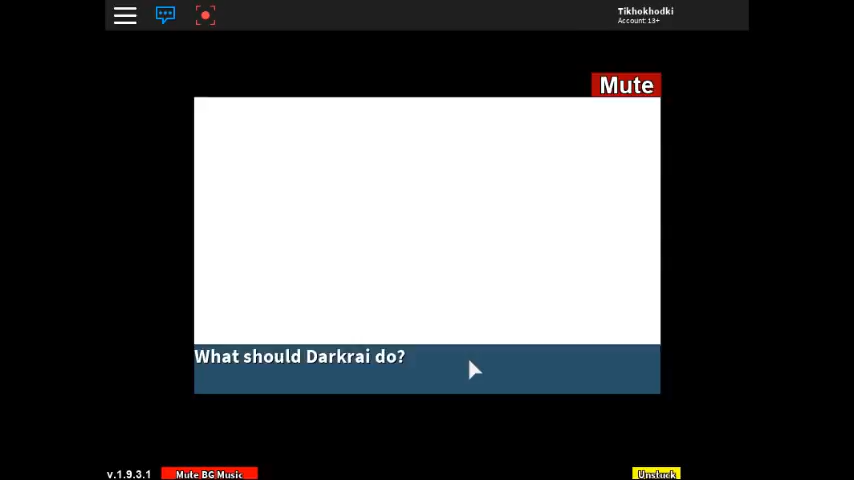 Tikhokhodki
Account: 13+
Mute
What should Darkrai do?
v.1.9.3.1
Mute BG Music
Unstuck